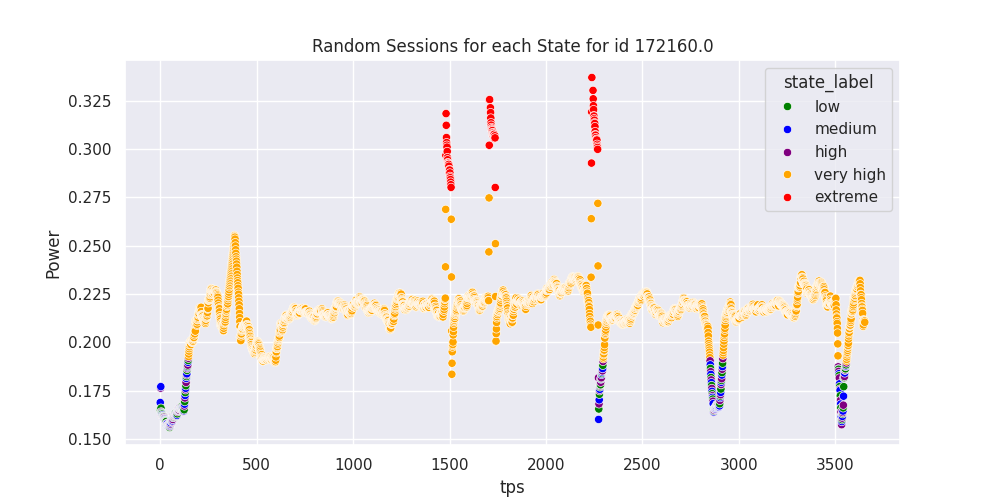 Random Sessions for each State for id 172160.0
state_label
low
medium
high
very high
extreme
Power
0.325
0.300
0.275
0.250
0.225
0.200
0.175
0.150
0 500 1000 1500 2000 2500 3000 3500
tps